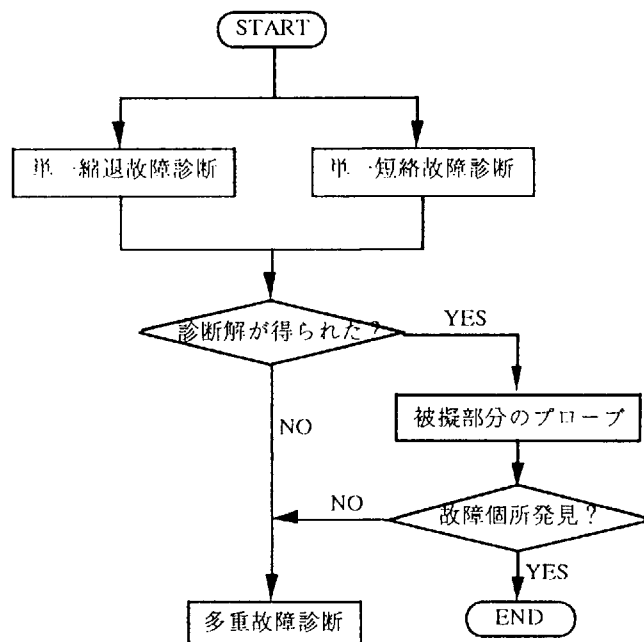 START
単一縮退故障診断
単一短絡故障診断
診断解が得られた?
YES
被擬部分のプローブ
NO
NO
故障個所発見?
YES
多重故障診断
END